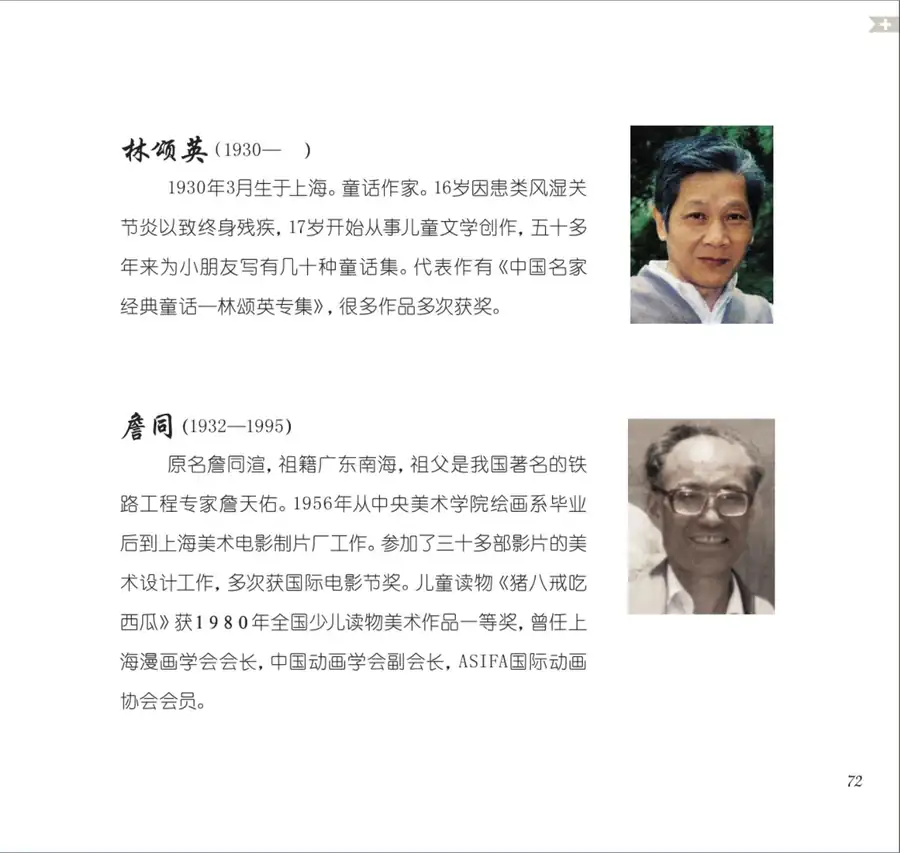 林颂英(1930— )
1930年3月生于上海。童话作家。16岁因患类风湿关
节炎以致终身残疾，17岁开始从事儿童文学创作，五十多
年来为小朋友写有几十种童话集。代表作有《中国名家
经典童话—林颂英专集》，很多作品多次获奖。
詹同(1932—1995)
原名詹同渲，祖籍广东南海，祖父是我国著名的铁
路工程专家詹天佑。1956年从中央美术学院绘画系毕业
后到上海美术电影制片厂工作。参加了三十多部影片的美
术设计工作，多次获国际电影节奖。儿童读物《猪八戒吃
西瓜》获1980年全国少儿读物美术作品一等奖，曾任上
海漫画学会会长，中国动画学会副会长，ASIFA国际动画
协会会员。
72